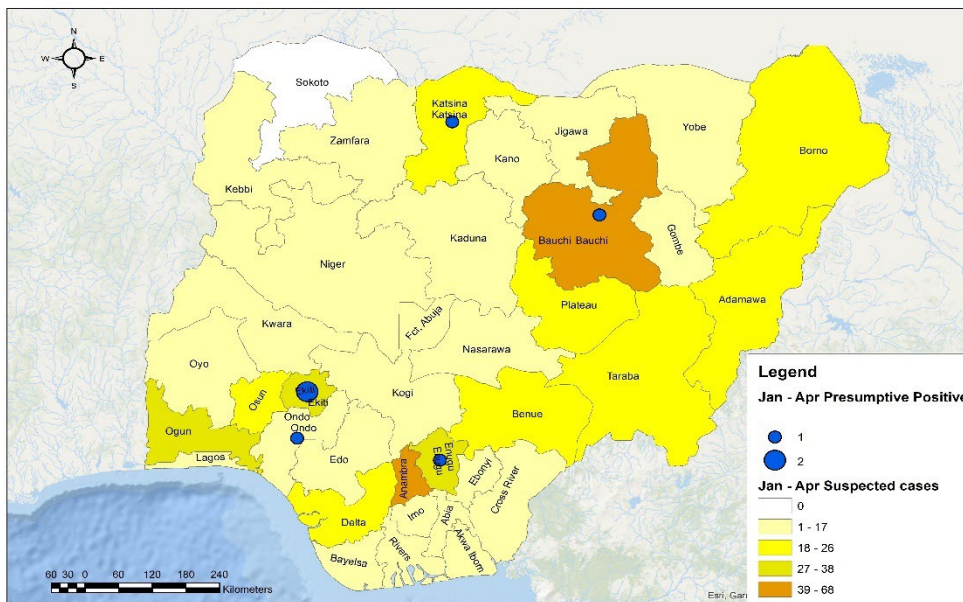 N
W E
S
Sokoto
Katsina
Katsina
Zamfara
Jigawa
Yobe
Borno
Kano
Kebbi
Kaduna
Bauchi Bauchi
Gombe
Niger
Plateau
Adamawa
Fct, Abuja
Kwara
Nasarawa
Oyo
Taraba
Ekiti
Ekiti
Osun
Kogi
Benue
Ogun
Ondo
Ondo
Lagos
Edo
Enugu
Enugu
Anambra
Ebonyi
Cross River
Delta
Imo
Abia
Bayelsa
Rivers
Akwa Ibom
60 30 0 60 120 180 240
Kilometers
Legend
Jan - Apr Presumptive Positive
1
2
Jan - Apr Suspected cases
0
1 - 17
18 - 26
27 - 38
39 - 68
Esri, Gar